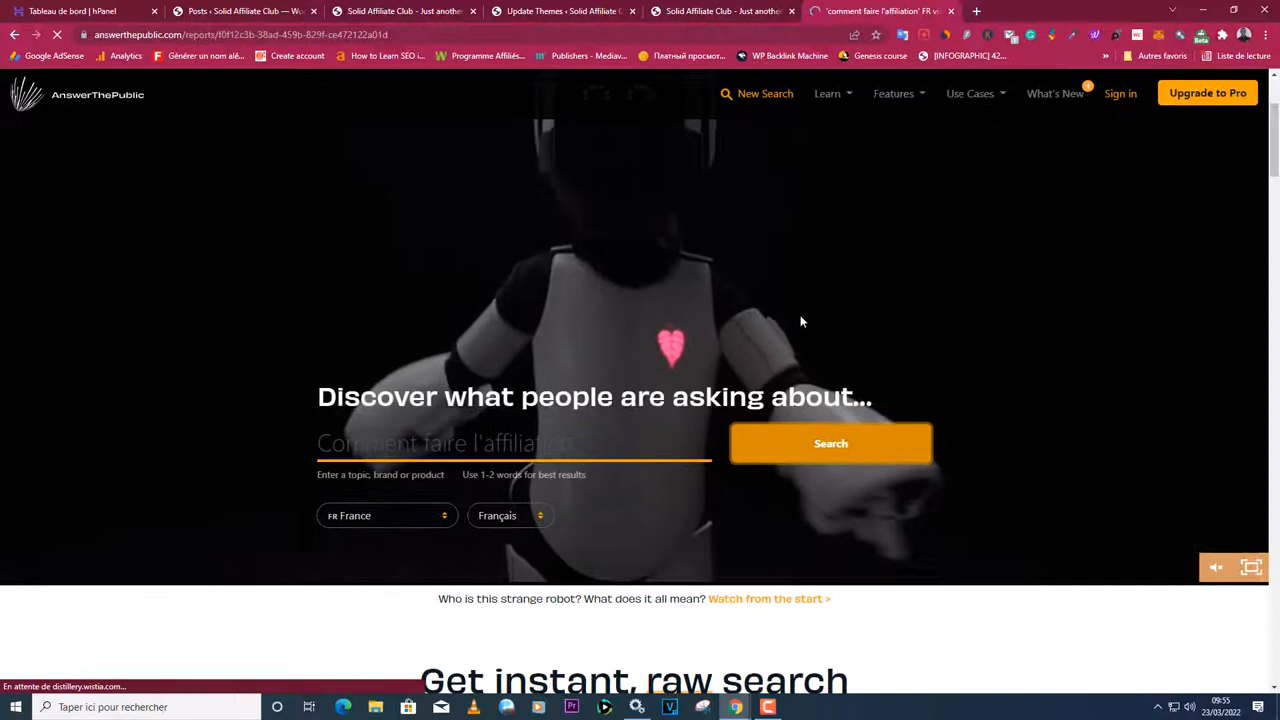 Tableau de bord | hPanel
Posts ‹ Solid Affiliate Club — Wo
Solid Affiliate Club - Just anothe
Update Themes ‹ Solid Affiliate C
Solid Affiliate Club - Just anothe
'comment faire l'affiliation' FR vi
answerthepublic.com/reports/f0f12c3b-38ad-459b-829f-ce472122a01d
Google AdSense
Analytics
Générer un nom alé...
Create account
How to Learn SEO i...
Programme Affiliés...
Publishers - Mediav...
Платный просмот...
WP Backlink Machine
Genesis course
[INFOGRAPHIC] 42...
»
Autres favoris
Liste de lecture
AnswerThePublic
New Search
Learn
Features
Use Cases
What's New
1
Sign in
Upgrade to Pro
Discover what people are asking about...
Comment faire l'affiliation
Search
Enter a topic, brand or product
Use 1-2 words for best results
FR France
Français
Who is this strange robot? What does it all mean? Watch from the start >
Get instant, raw search
En attente de distillery.wistia.com...
Taper ici pour rechercher
09:55
23/03/2022